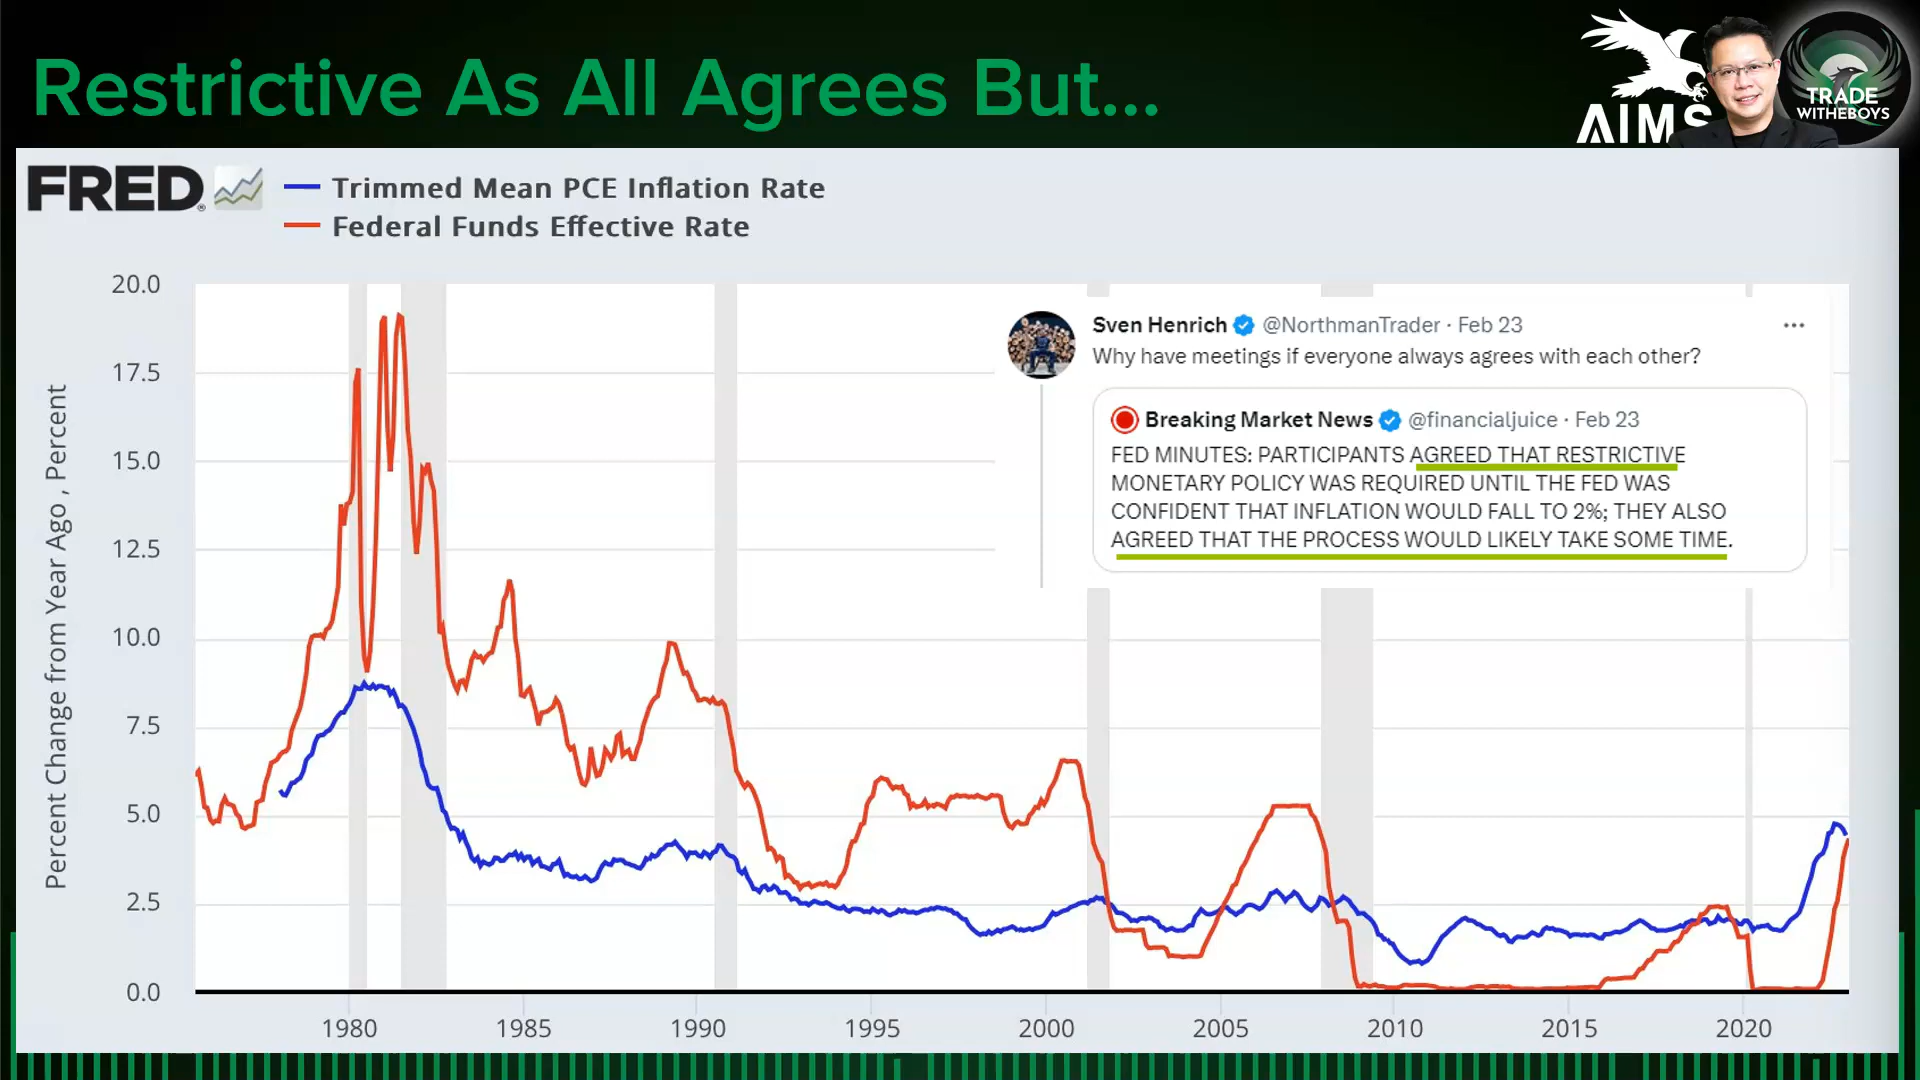 Restrictive As All Agrees But...
AIMS
TRADE
WITHEBOYS
FRED
Trimmed Mean PCE Inflation Rate
Federal Funds Effective Rate
Percent Change from Year Ago , Percent
20.0
17.5
15.0
12.5
10.0
7.5
5.0
2.5
0.0
Sven Henrich @NorthmanTrader · Feb 23
Why have meetings if everyone always agrees with each other?
Breaking Market News @financialjuice · Feb 23
FED MINUTES: PARTICIPANTS AGREED THAT RESTRICTIVE
MONETARY POLICY WAS REQUIRED UNTIL THE FED WAS
CONFIDENT THAT INFLATION WOULD FALL TO 2%; THEY ALSO
AGREED THAT THE PROCESS WOULD LIKELY TAKE SOME TIME.
1980 1985 1990 1995 2000 2005 2010 2015 2020